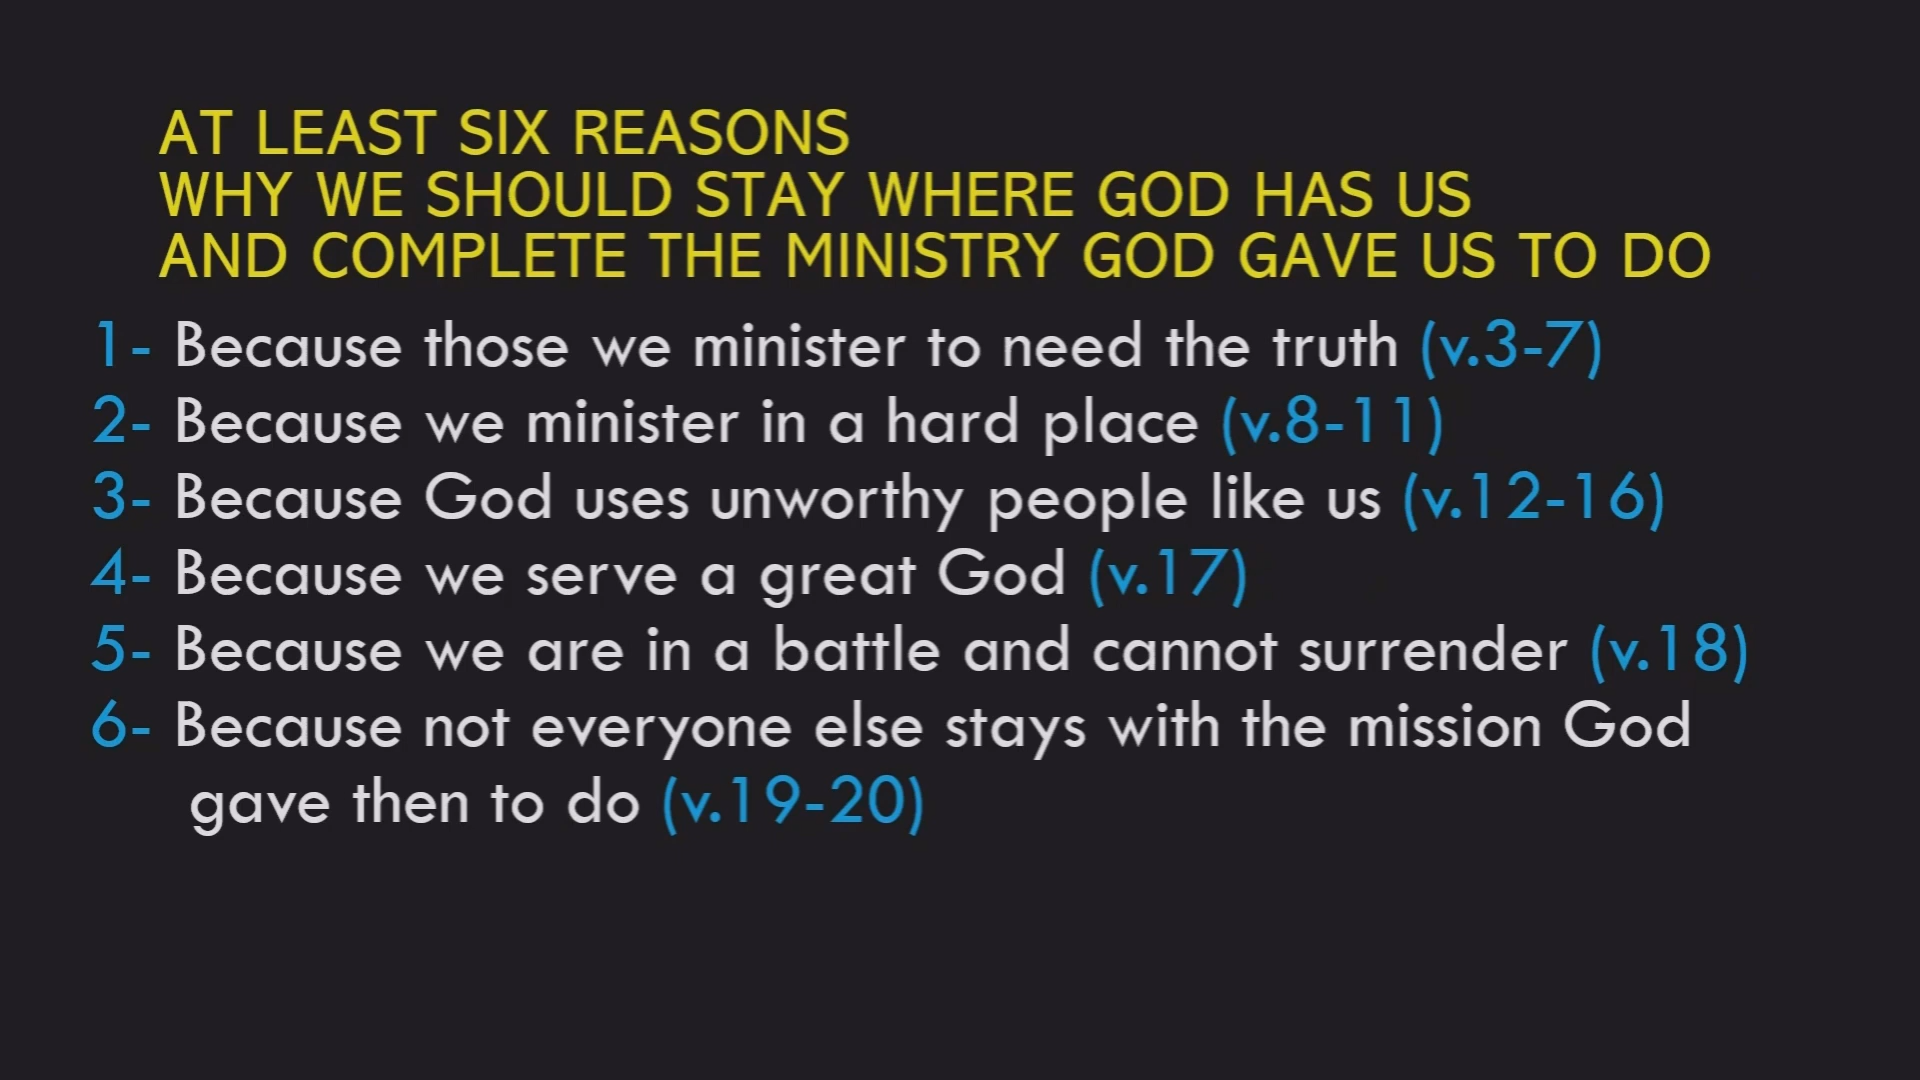 AT LEAST SIX REASONS
WHY WE SHOULD STAY WHERE GOD HAS US
AND COMPLETE THE MINISTRY GOD GAVE US TO DO
1- Because those we minister to need the truth (v.3-7)
2- Because we minister in a hard place (v.8-11)
3- Because God uses unworthy people like us (v.12-16)
4- Because we serve a great God (v.17)
5- Because we are in a battle and cannot surrender (v.18)
6- Because not everyone else stays with the mission God
gave then to do (v.19-20)